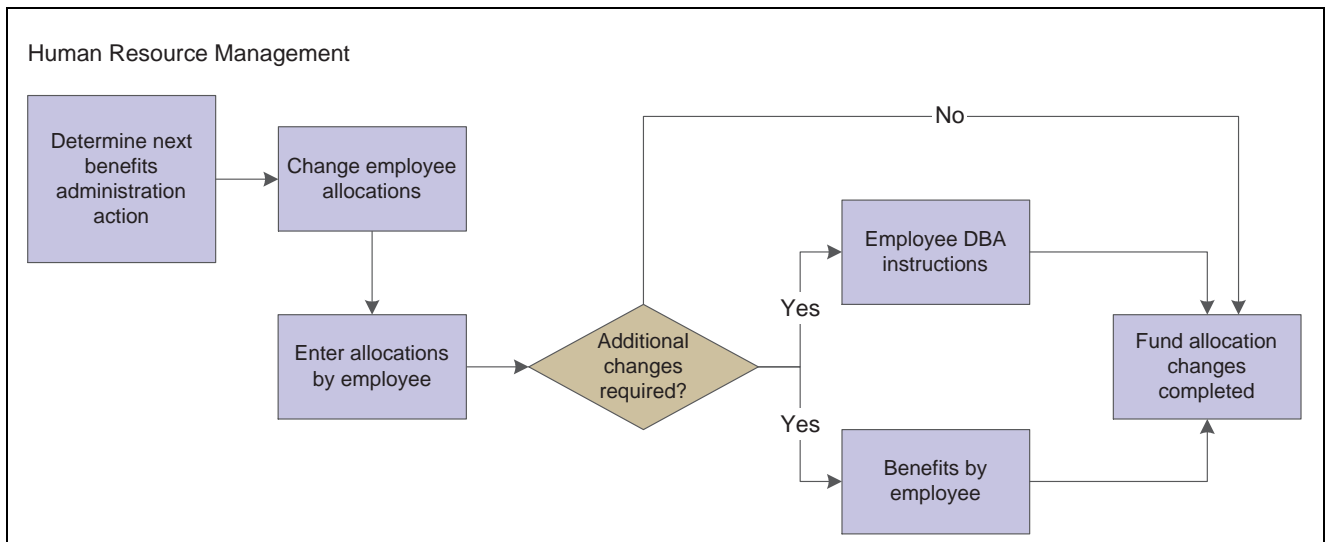 Human Resource Management
Determine next
benefits
administration
action
Change employee
allocations
Enter allocations
by employee
Additional
changes
required?
No
Yes
Yes
Employee DBA
instructions
Benefits by
employee
Fund allocation
changes
completed